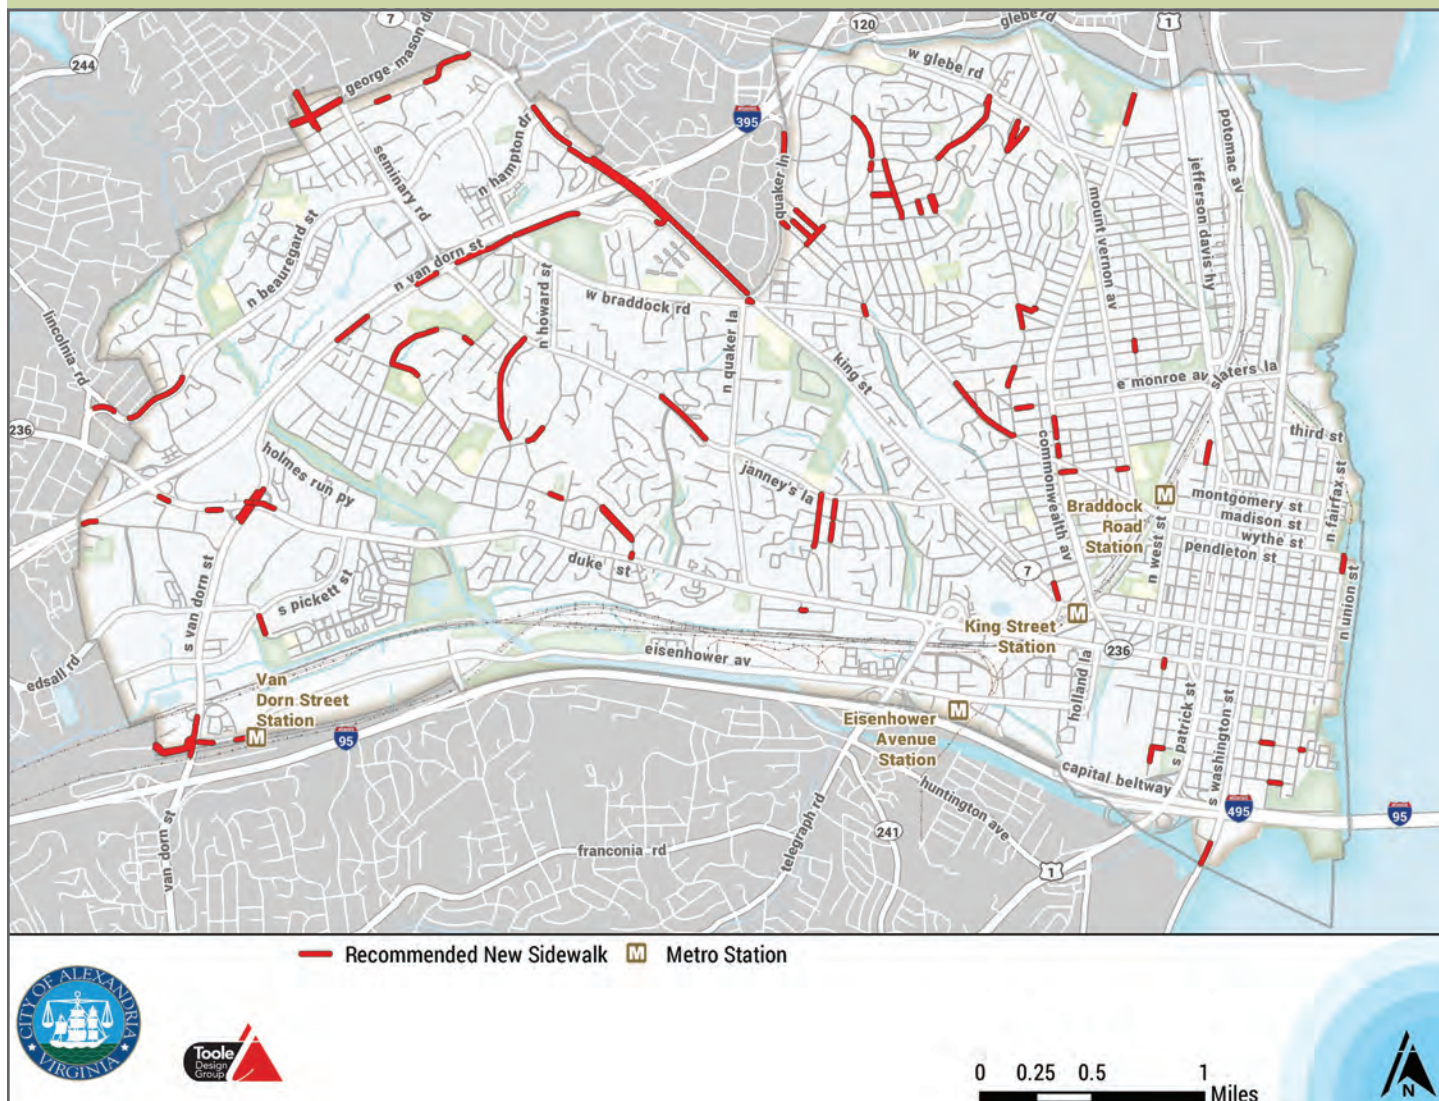 7
120
glebe rd
1
244
george mason dr
w glebe rd
395
potomac av
seminary rd
n hampton dr
quaker ln
jefferson davis hy
mount vernon av
n beauregard st
n van dorn st
n howard st
w braddock rd
lincolnia rd
n quaker la
king st
e monroe av
slaters la
236
third st
holmes run py
commonwealth av
janney's la
montgomery st
n fairfax st
Braddock
Road
Station
M
madison st
wythe st
pendleton st
n west st
duke st
7
s van dorn st
s pickett st
n union st
King Street
Station
M
eisenhower av
236
edsall rd
Van
Dorn Street
Station
M
holland la
s patrick st
s washington st
Eisenhower
Avenue
Station
M
95
capital beltway
huntington ave
495
95
van dorn st
telegraph rd
241
franconia rd
1
Recommended New Sidewalk
M Metro Station
CITY OF ALEXANDRIA
VIRGINIA
Toole
Design
Group
0 0.25 0.5 1
Miles
N